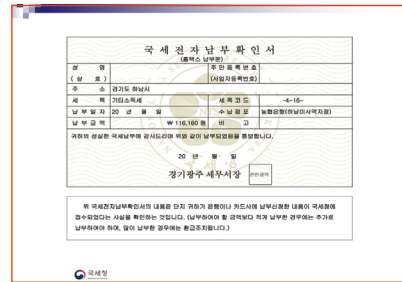 국 세 전 자 납 부 확 인 서
(홈택스 납부분)
성 명 주 민 등 록 번 호
( 상 호 ) (사업자등록번호)
주 소 경기도 하남시
세 목 기타소득세 세 목 코 드 -4-16-
납 부 일 자 20 년 월 일 수 납 점 포 농협은행(하남미사역지점)
납 부 금 액 ₩ 116,160 원 비 고
귀하의 성실한 국세납부에 감사드리며 위와 같이 납부되었음을 통보합니다.
20 년 월 일
경기광주 세무서장 관인생략
위 국세전자납부확인서의 내용은 단지 귀하가 은행이나 카드사에 납부신청한 내용이 국세청에
접수되었다는 사실을 확인하는 것입니다. (납부하여야 할 금액보다 적게 납부한 경우에는 추가로
납부하여야 하며, 많이 납부한 경우에는 환급조치됩니다.)
국세청